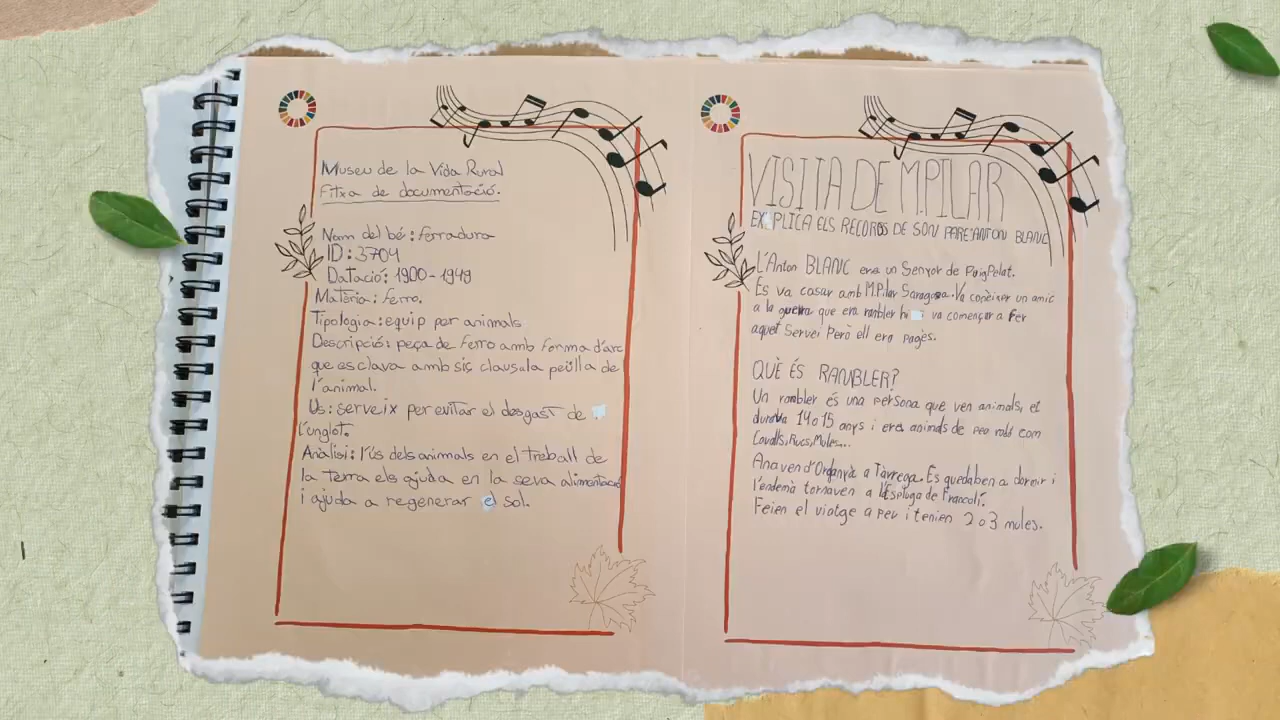 Museu de la Vida Rural
Fitxa de documentació.
Nom del bé: ferradura
ID: 3704
Datació: 1900-1949
Matèria: ferro.
Tipologia: equip per animals
Descripció: peça de ferro amb forma d'arc
que es clava amb sis claus a la peülla de
l'animal.
Us: serveix per evitar el desgast de
l'unglot.
Anàlisi: l'ús dels animals en el treball de
la terra els ajuda en la seva alimentació
i ajuda a regenerar el sol.
VISITA DE M.PILAR
EXPLICA ELS RECORDS DE SON PARE ANTON BLANC
L'Anton BLANC era un Senyor de PuigPelat.
Es va casar amb M.Pilar Saragosa. Va conèixer un amic
a la guerra que era rambler hi va començar a fer
aquet Servei Però ell era pagès.
QUÈ ÉS RAMBLER?
Un rambler és una persona que ven animals, et
durava 14 o 15 anys i eren animals de peu rodó com
Cavalls, Rucs, Mules...
Anaven d'Organyà a Tàrrega. Es quedaben a dormir i
l'endemà tornaven a l'Espluga de Francolí.
Feien el viatge a peu i tenien 2 o 3 mules.